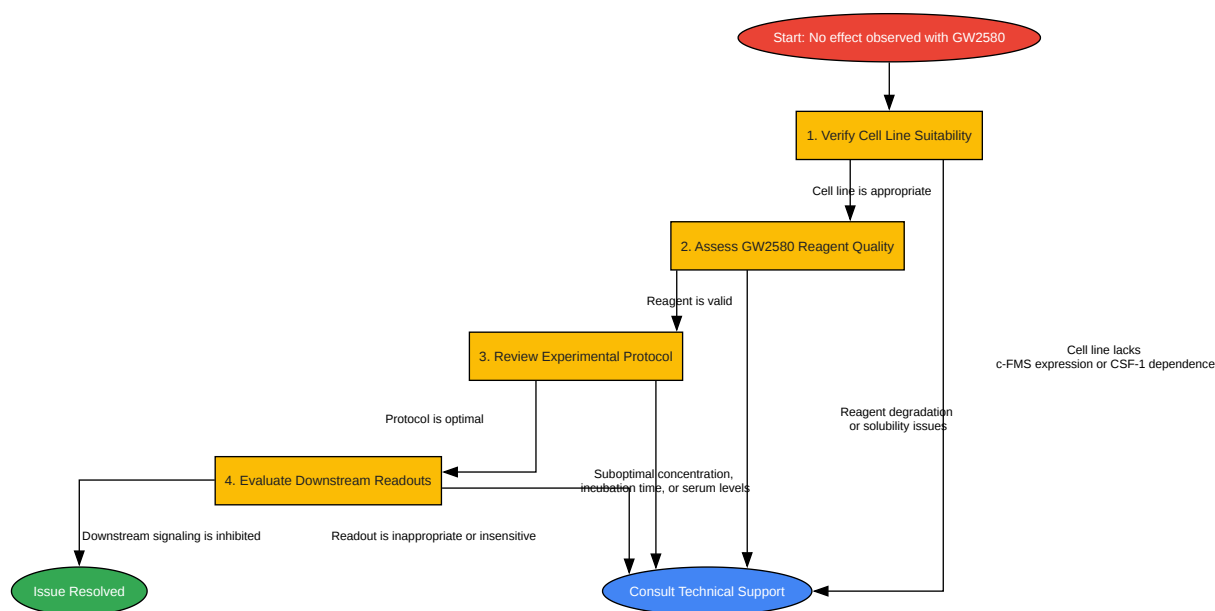 Start: No effect observed with GW2580
1. Verify Cell Line Suitability
Cell line is appropriate
2. Assess GW2580 Reagent Quality
Reagent is valid
3. Review Experimental Protocol
Cell line lacks
c-FMS expression or CSF-1 dependence
Reagent degradation
or solubility issues
Protocol is optimal
4. Evaluate Downstream Readouts
Suboptimal concentration,
incubation time, or serum levels
Downstream signaling is inhibited
Readout is inappropriate or insensitive
Issue Resolved
Consult Technical Support